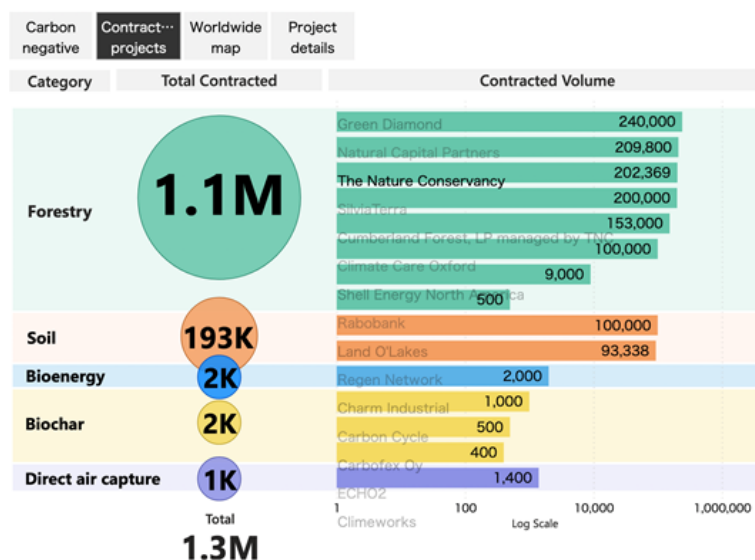 Carbon negative
Contract… projects
Worldwide map
Project details
Category
Total Contracted
Contracted Volume
Forestry
1.1M
Green Diamond
240,000
Natural Capital Partners
209,800
The Nature Conservancy
202,369
SilviaTerra
200,000
Cumberland Forest, LP managed by TNC
153,000
Climate Care Oxford
100,000
Shell Energy North America
9,000
500
Soil
193K
Rabobank
100,000
Land O'Lakes
93,338
Bioenergy
2K
Regen Network
2,000
Biochar
2K
Charm Industrial
1,000
Carbon Cycle
500
Carbofex Oy
400
Direct air capture
1K
ECHO2
1,400
Climeworks
1
100
10,000
1,000,000
Log Scale
Total
1.3M